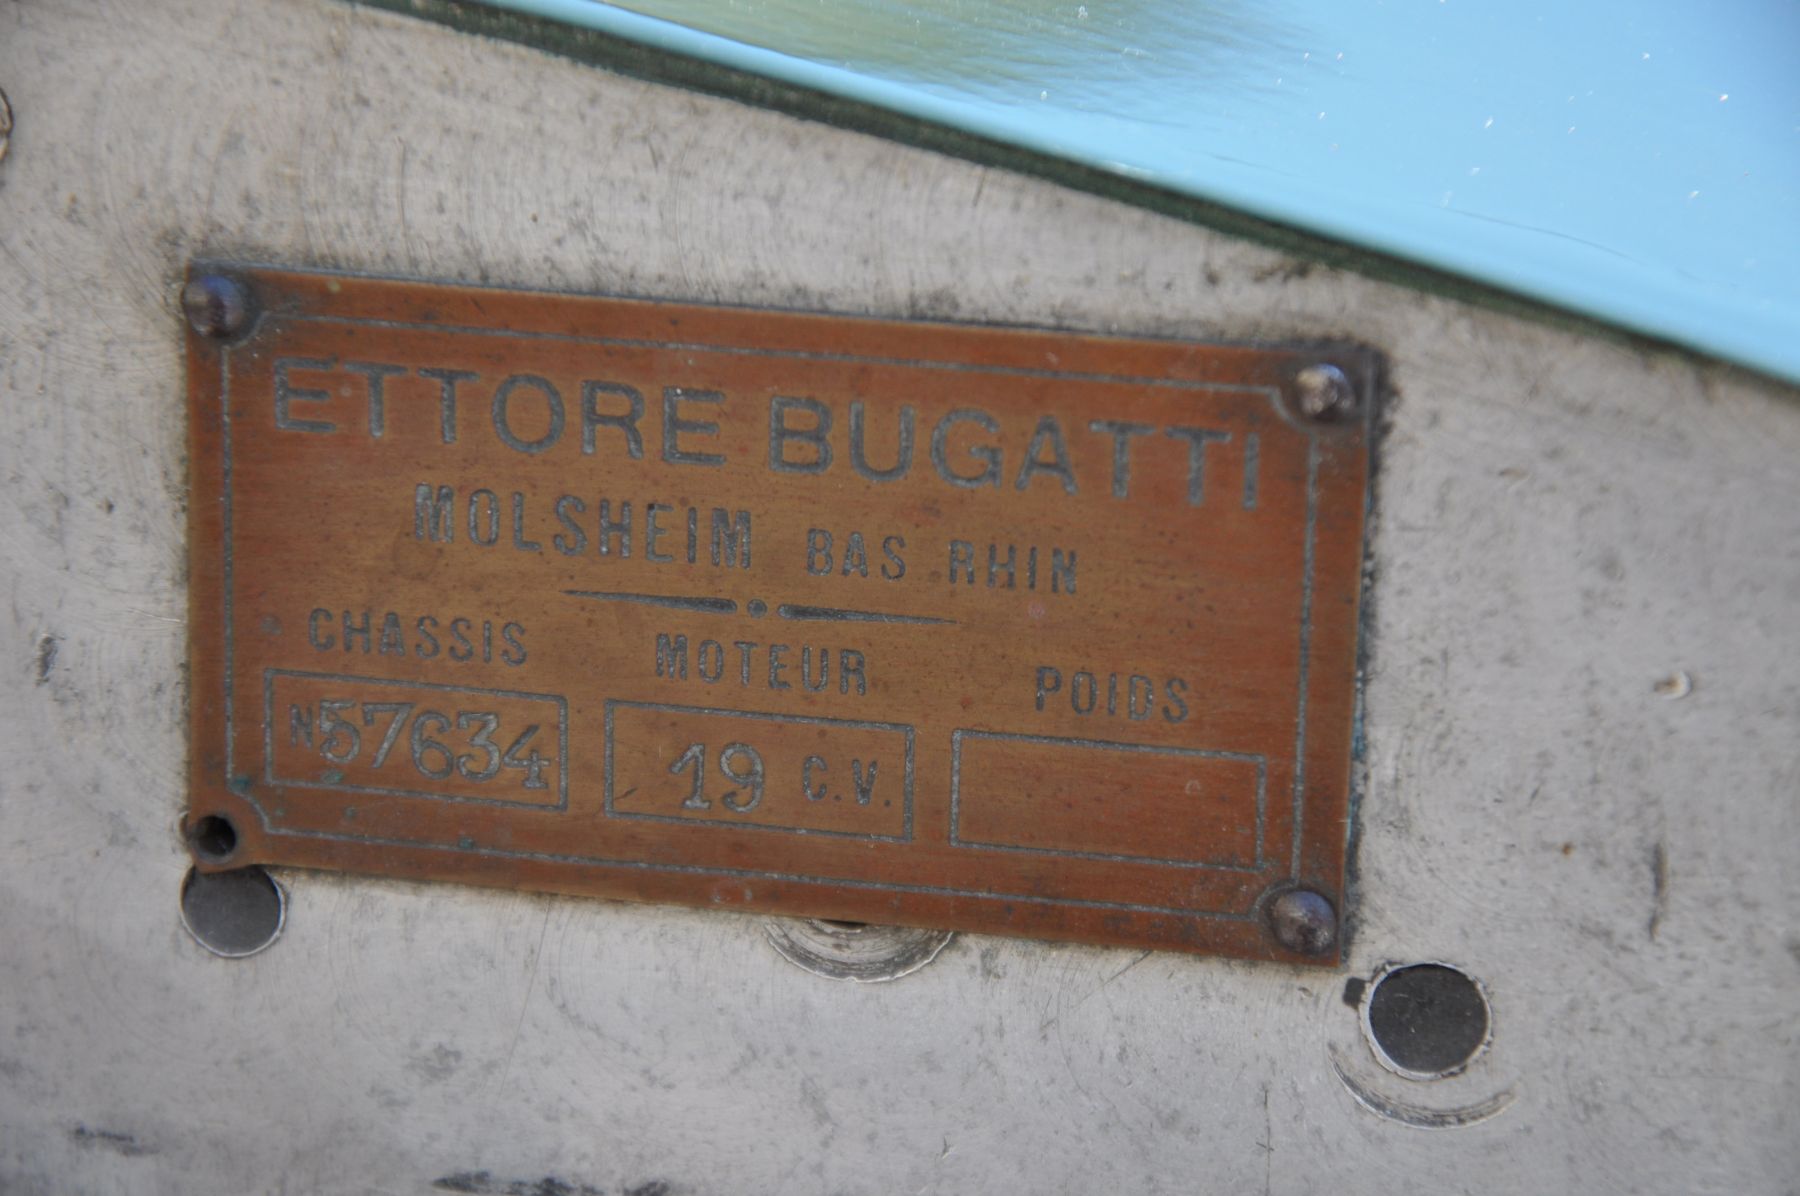 ETTORE BUGATTI
MOLSHEIM BAS RHIN
CHASSIS MOTEUR POIDS
N57634 19 C.V.